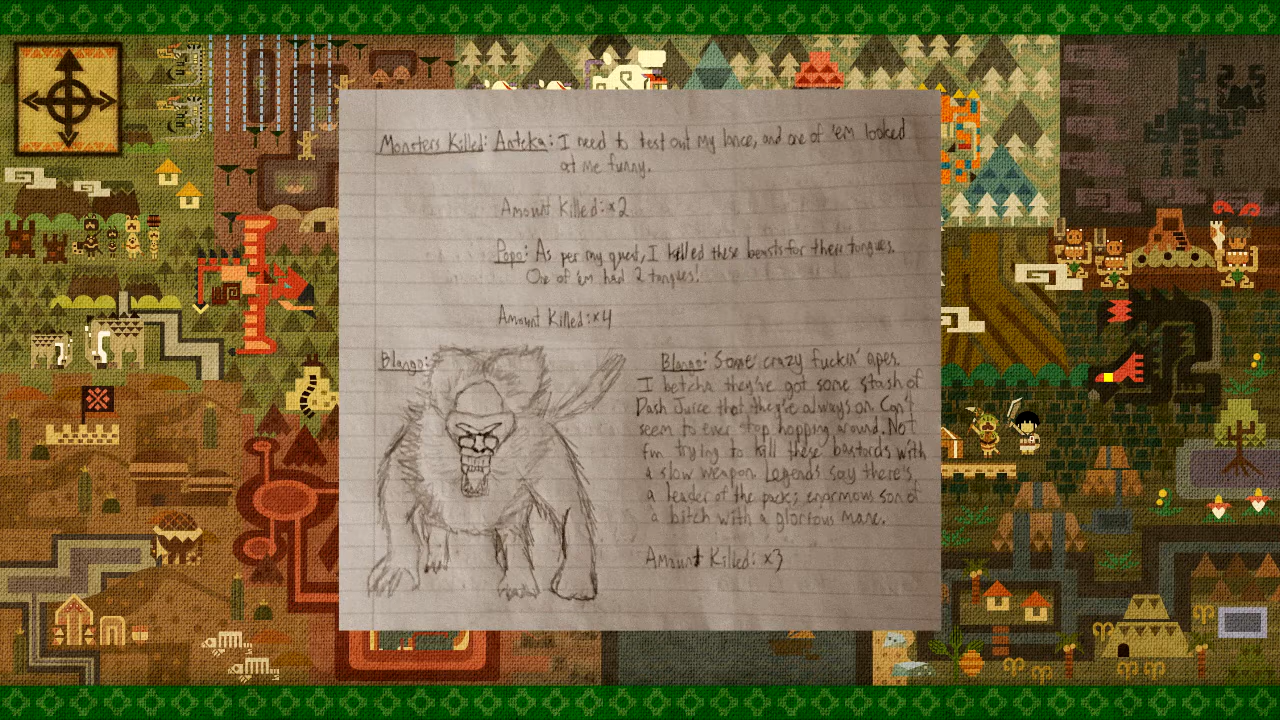 Monsters Killed: Anteka: I need to test out my lance, and one of 'em looked
at me funny.
Amount Killed: x2
Popo: As per my quest, I killed these beasts for there tongues.
One of 'em had 2 tongues!
Amount Killed: x4
Blango:
Blango: Some crazy fuckin' apes.
I betcha they've got some stash of
Dash Juice that they're always on. Can't
seem to ever stop hopping around. Not
fun trying to kill these bastards with
a slow weapon. Legends say there's
a leader of the pack; enormous son of
a bitch with a glorious mane.
Amount Killed: x3